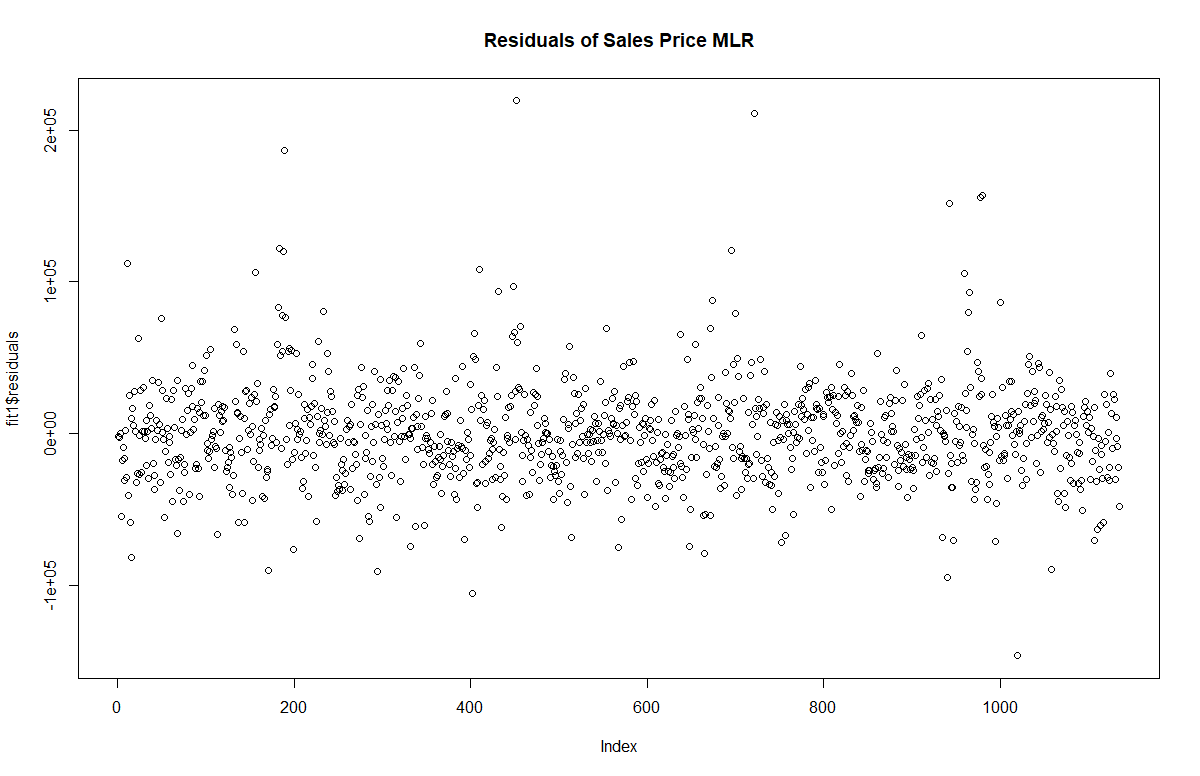 Residuals of Sales Price MLR
2e+05
1e+05
0e+00
-1e+05
fit1$residuals
0
200
400
600
800
1000
Index